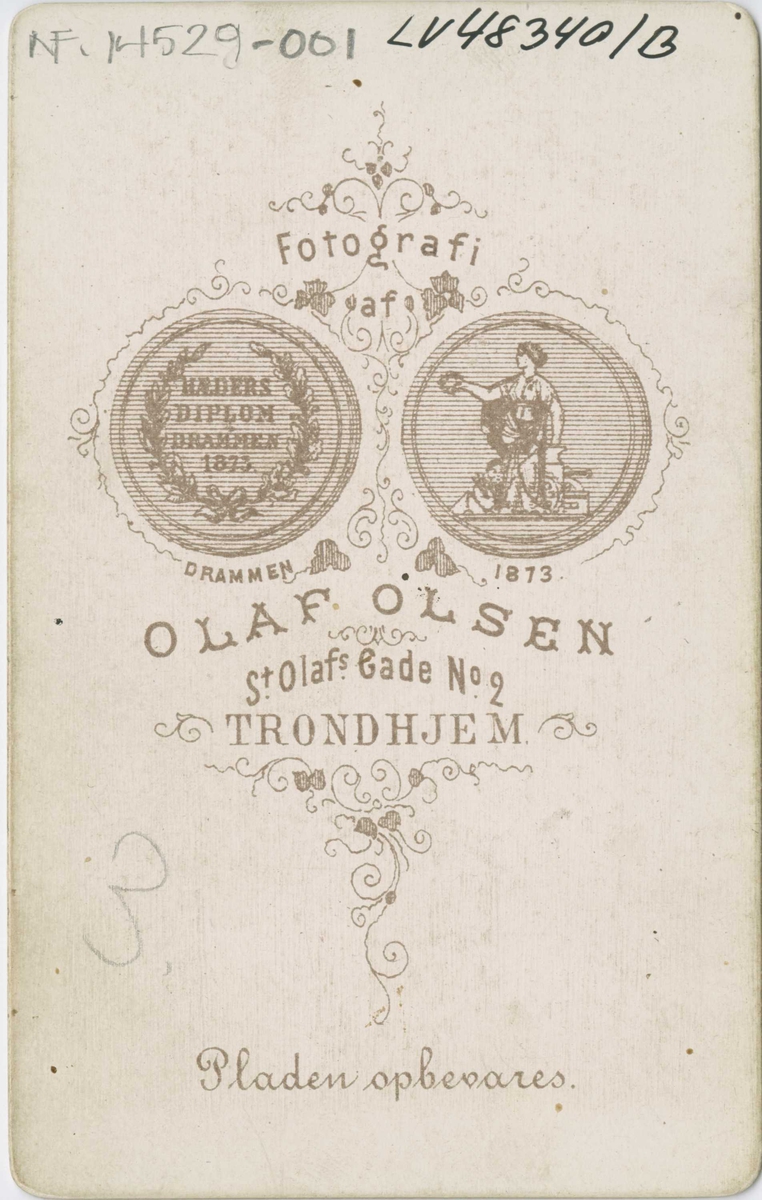 NF. 14529-001 LV48340/B
Fotografi
af
HÆDERS
DIPLOM
DRAMMEN
1873.
DRAMMEN 1873.
OLAF OLSEN
St. Olafs Gade No. 2
TRONDHJEM.
3.
Pladen opbevares.